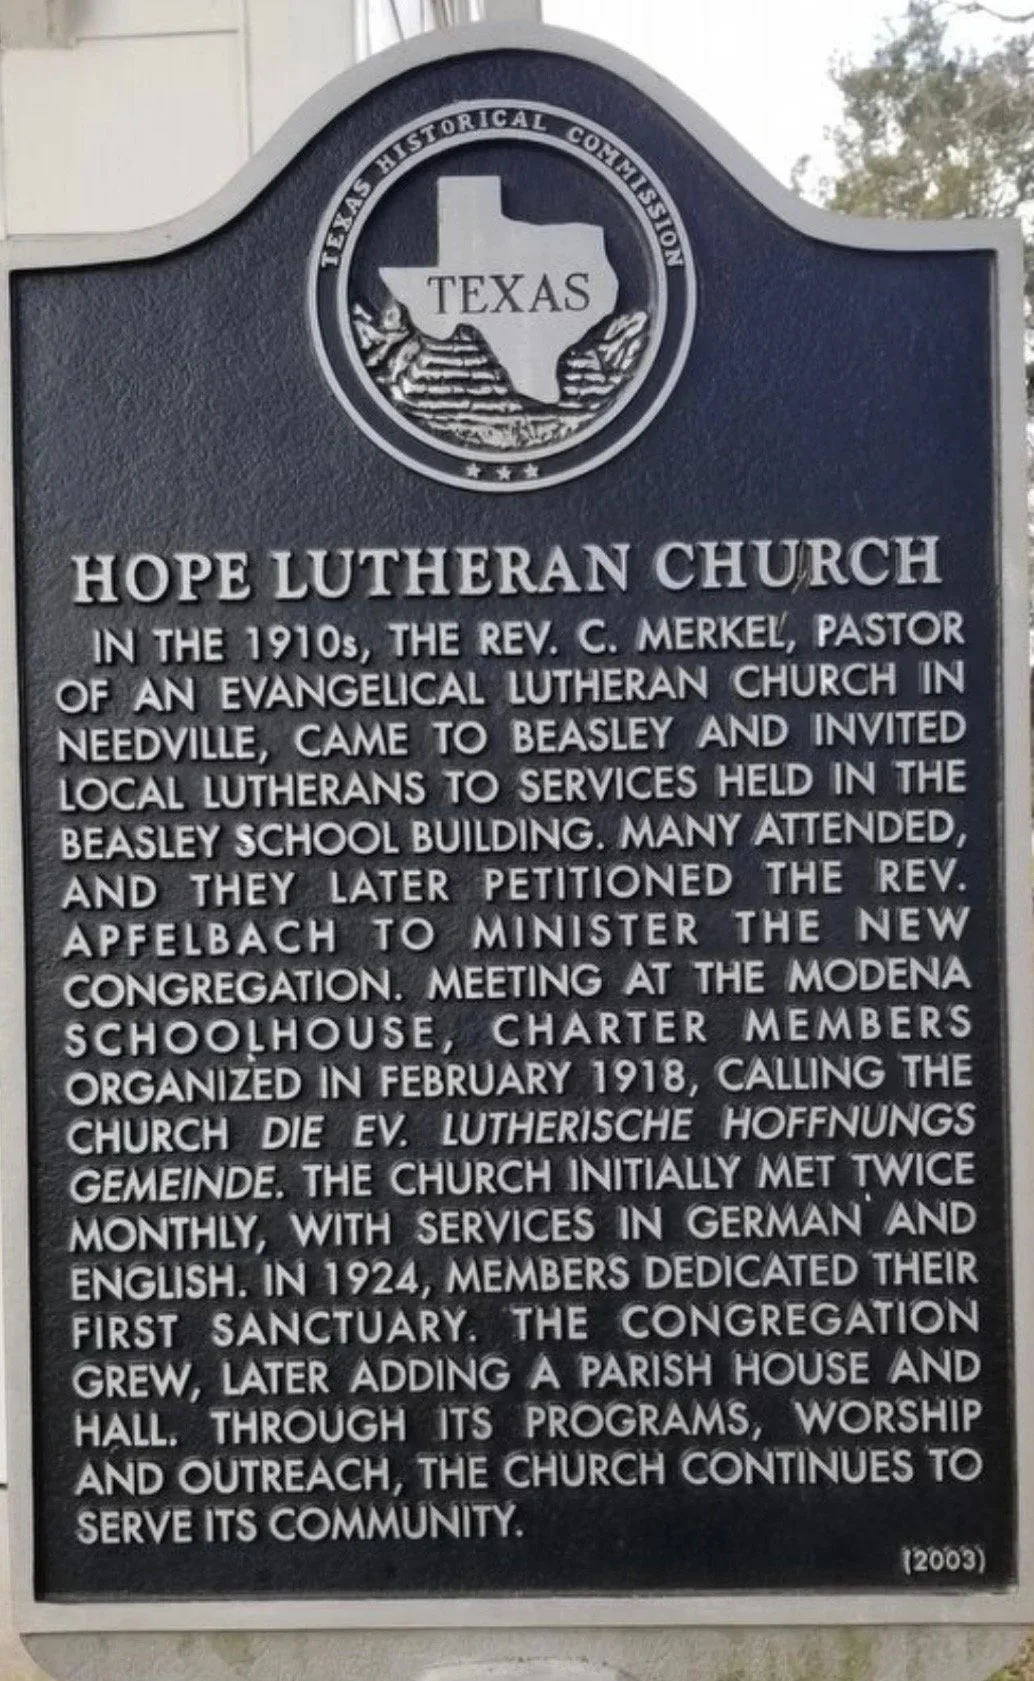 TEXAS HISTORICAL COMMISSION
TEXAS
HOPE LUTHERAN CHURCH
IN THE 1910s, THE REV. C. MERKEL, PASTOR
OF AN EVANGELICAL LUTHERAN CHURCH IN
NEEDVILLE, CAME TO BEASLEY AND INVITED
LOCAL LUTHERANS TO SERVICES HELD IN THE
BEASLEY SCHOOL BUILDING. MANY ATTENDED,
AND THEY LATER PETITIONED THE REV.
APFELBACH TO MINISTER THE NEW
CONGREGATION. MEETING AT THE MODENA
SCHOOLHOUSE, CHARTER MEMBERS
ORGANIZED IN FEBRUARY 1918, CALLING THE
CHURCH DIE EV. LUTHERISCHE HOFFNUNGS
GEMEINDE. THE CHURCH INITIALLY MET TWICE
MONTHLY, WITH SERVICES IN GERMAN AND
ENGLISH. IN 1924, MEMBERS DEDICATED THEIR
FIRST SANCTUARY. THE CONGREGATION
GREW, LATER ADDING A PARISH HOUSE AND
HALL. THROUGH ITS PROGRAMS, WORSHIP
AND OUTREACH, THE CHURCH CONTINUES TO
SERVE ITS COMMUNITY.
(2003)